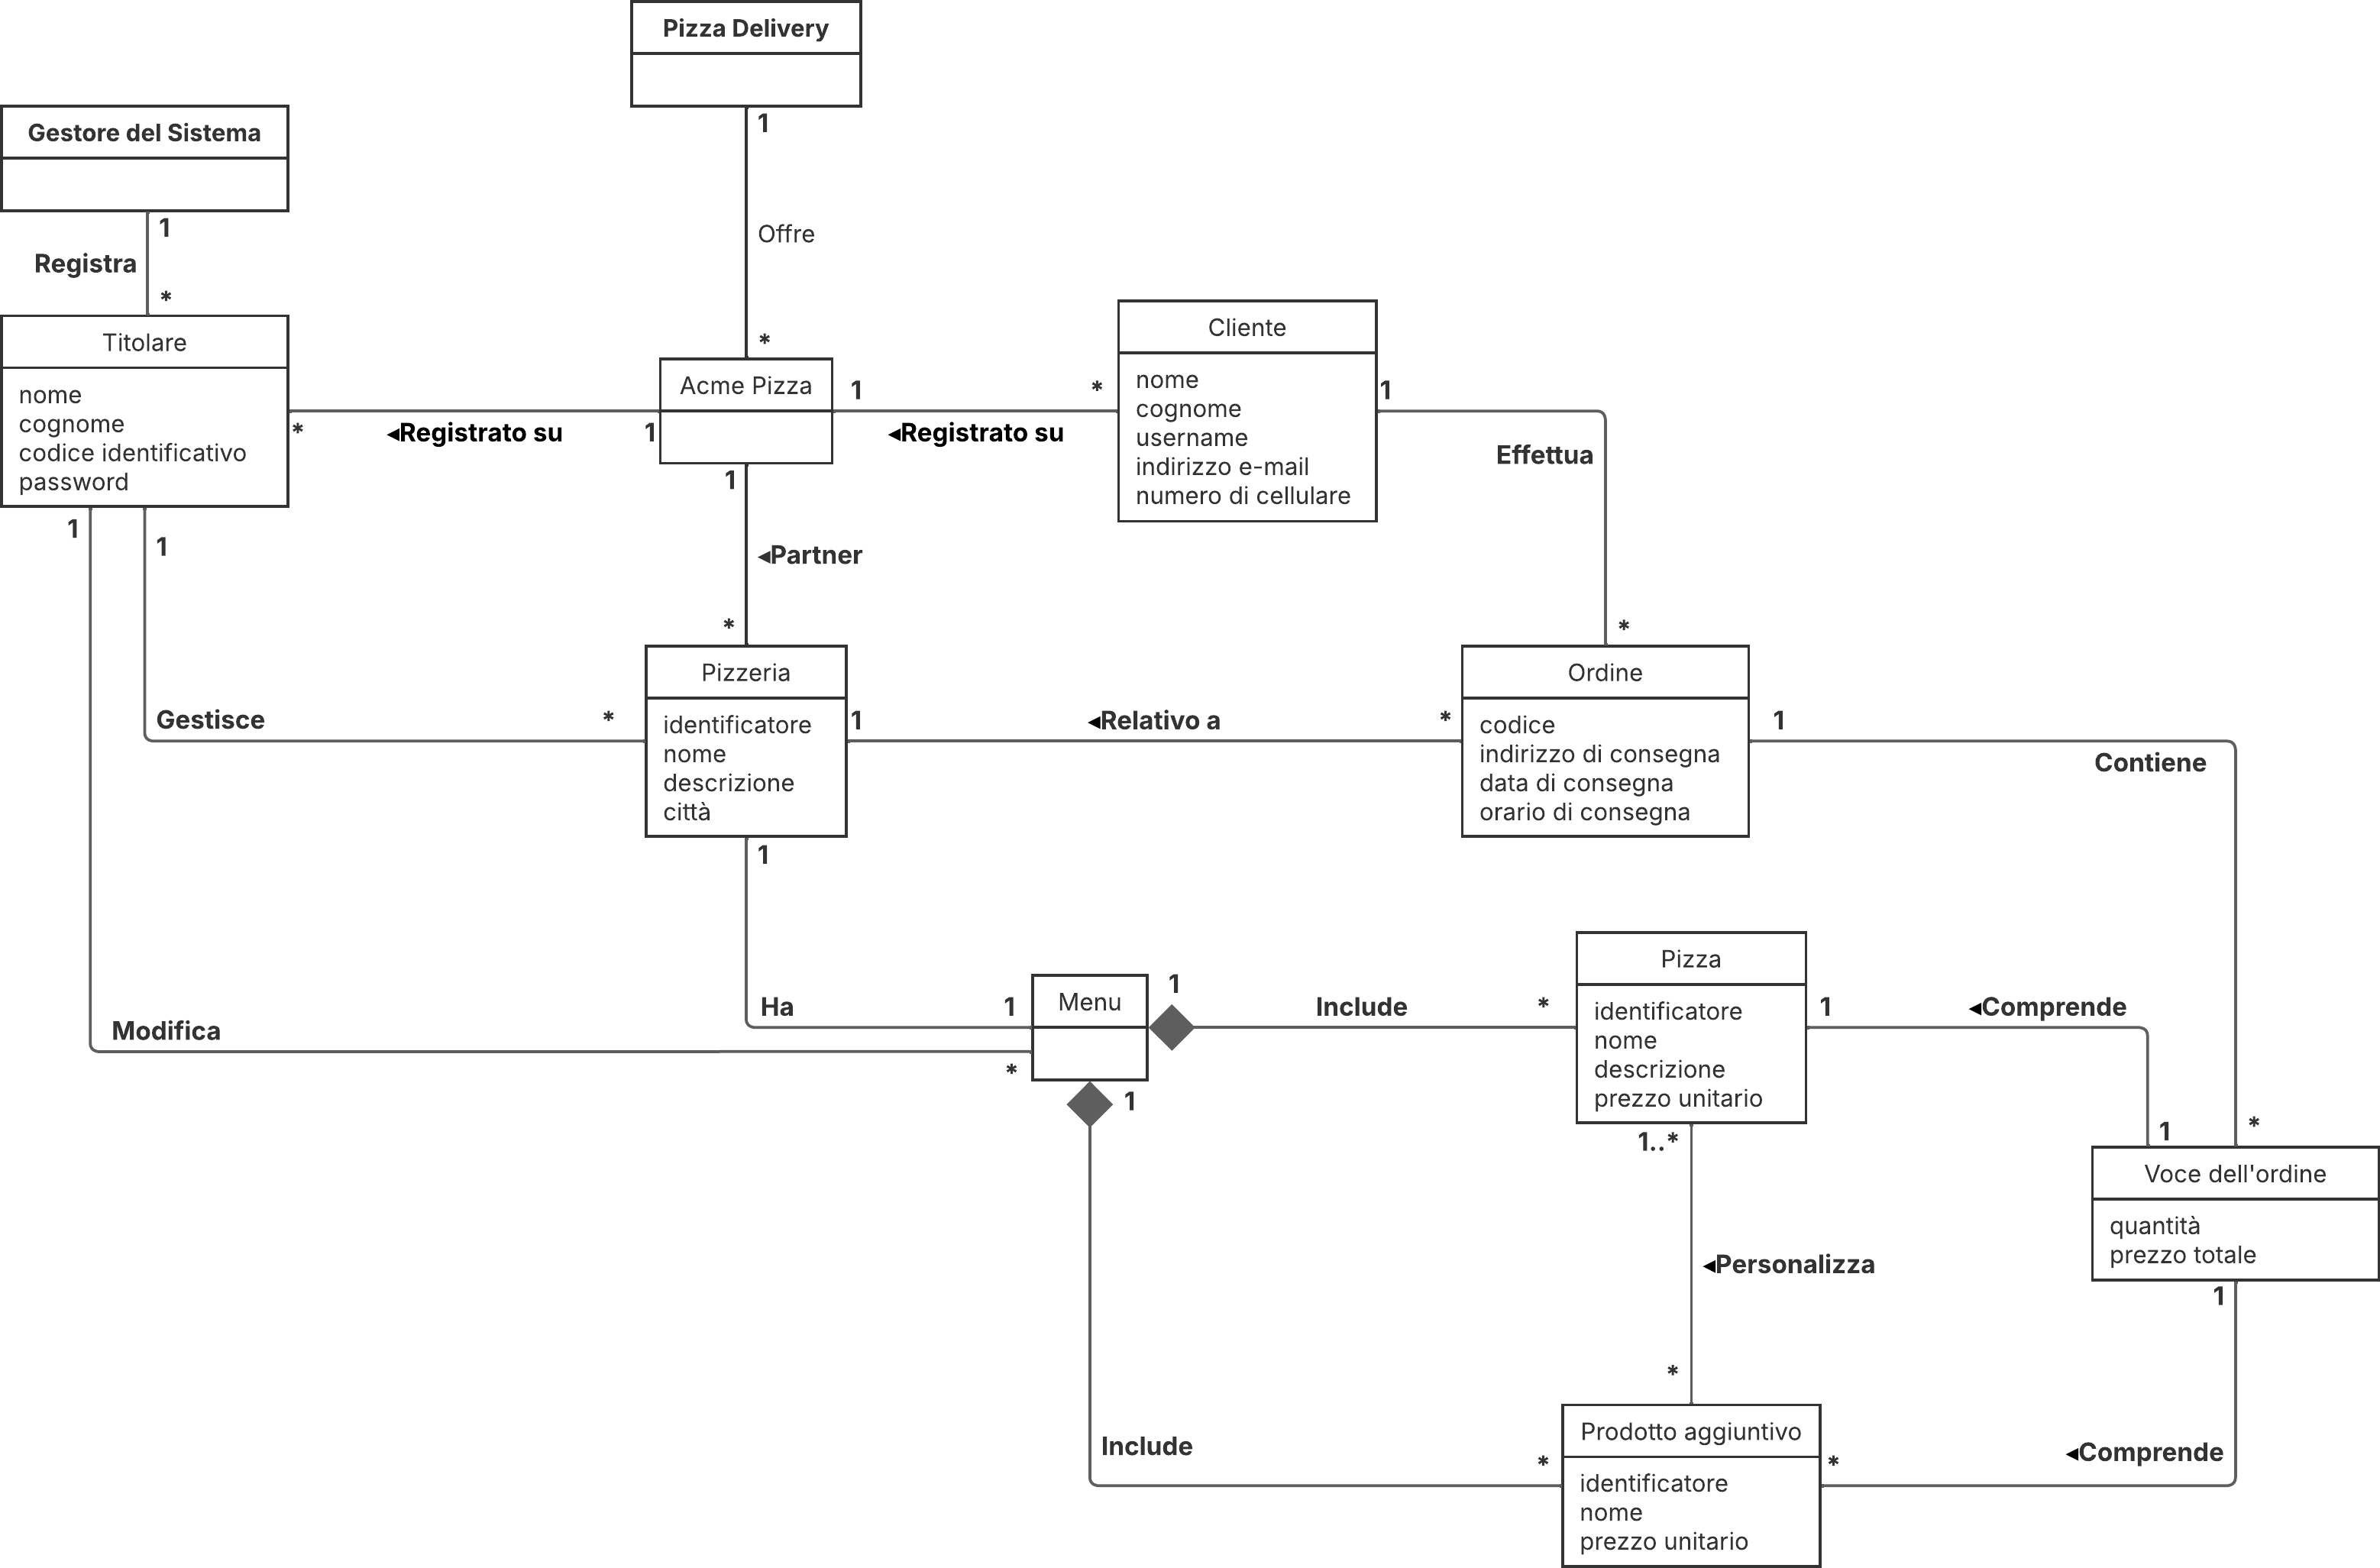 Pizza Delivery
1
Offre
*
Gestore del Sistema
1
Registra
*
Titolare
nome
cognome
codice identificativo
password
*
◂Registrato su
1
Acme Pizza
1
◂Registrato su
*
Cliente
nome
cognome
username
indirizzo e-mail
numero di cellulare
1
Effettua
*
1
◂Partner
*
1
1
Gestisce
*
Pizzeria
identificatore
nome
descrizione
città
1
◂Relativo a
*
Ordine
codice
indirizzo di consegna
data di consegna
orario di consegna
1
Contiene
*
1
Ha
1
Modifica
*
Menu
1
Include
*
Pizza
identificatore
nome
descrizione
prezzo unitario
1
◂Comprende
1
Voce dell'ordine
quantità
prezzo totale
1
1..*
◂Personalizza
*
1
Include
*
Prodotto aggiuntivo
identificatore
nome
prezzo unitario
*
◂Comprende